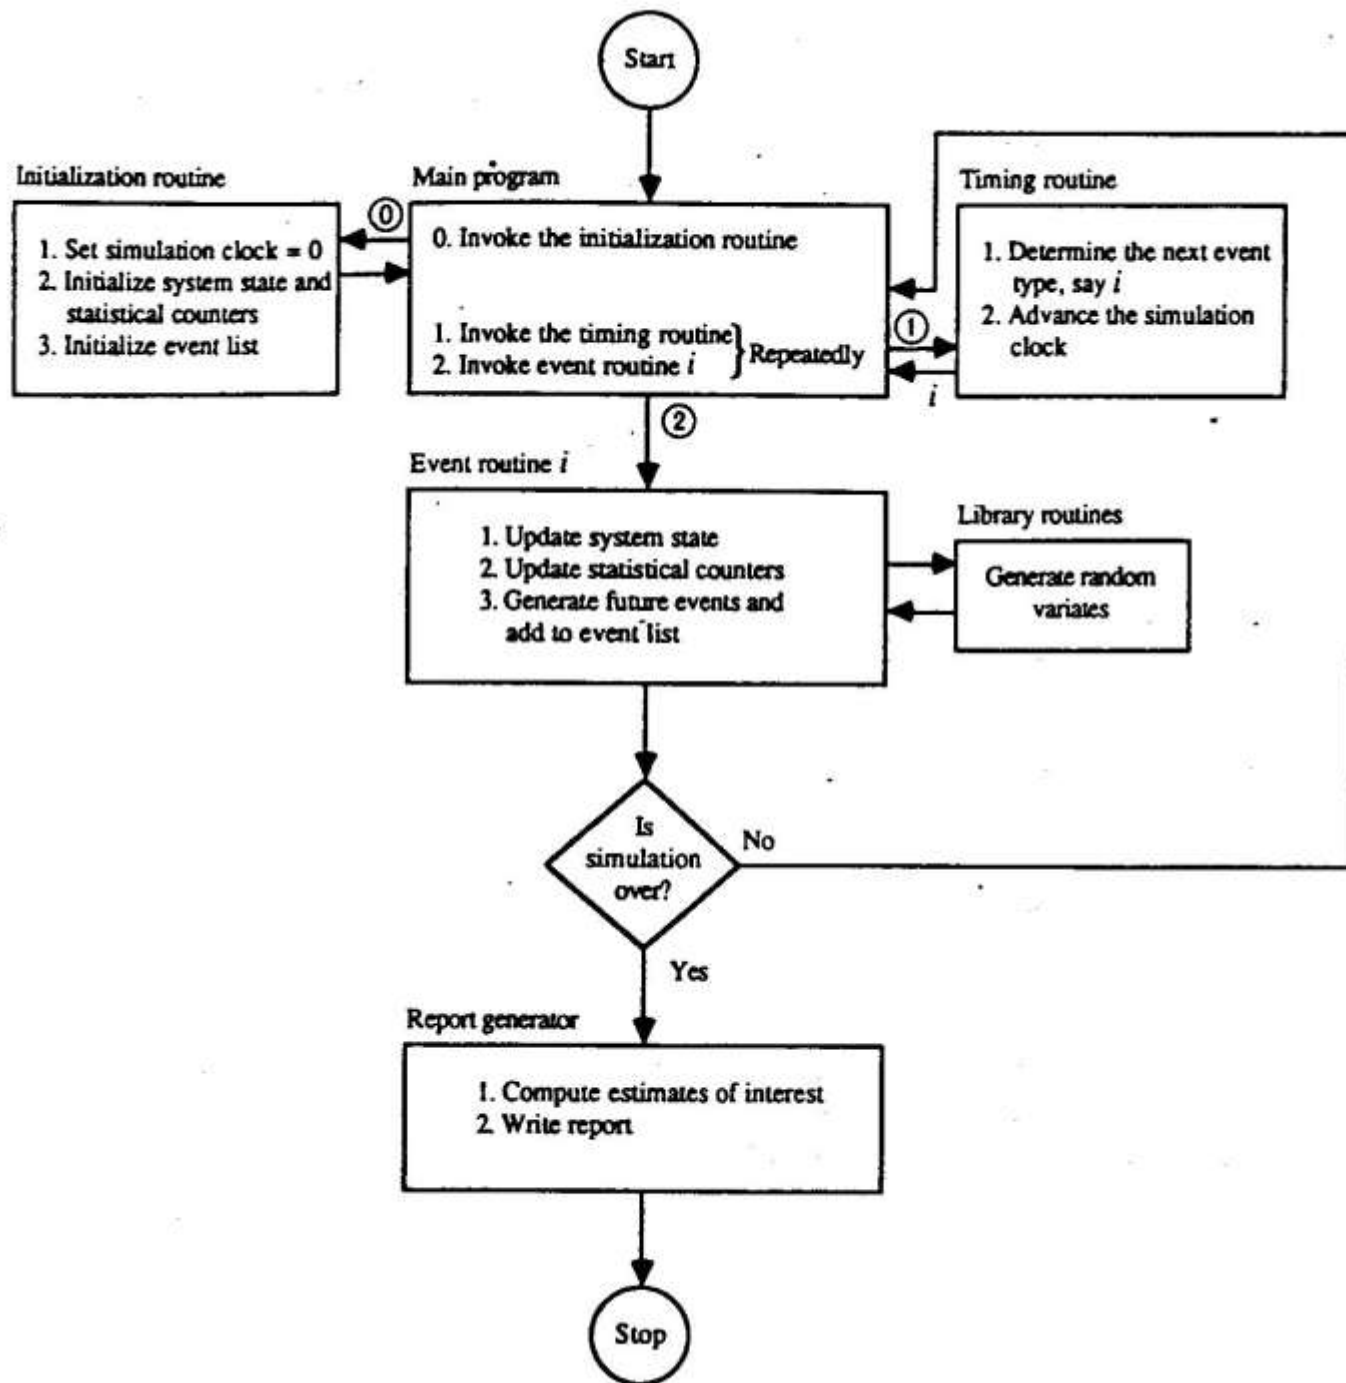 Start
Initialization routine
1. Set simulation clock = 0
2. Initialize system state and
statistical counters
3. Initialize event list
⓪
Main program
0. Invoke the initialization routine
1. Invoke the timing routine
2. Invoke event routine i
Repeatedly
①
i
Timing routine
1. Determine the next event
type, say i
2. Advance the simulation
clock
②
Event routine i
1. Update system state
2. Update statistical counters
3. Generate future events and
add to event list
Library routines
Generate random
variates
Is
simulation
over?
No
Yes
Report generator
1. Compute estimates of interest
2. Write report
Stop